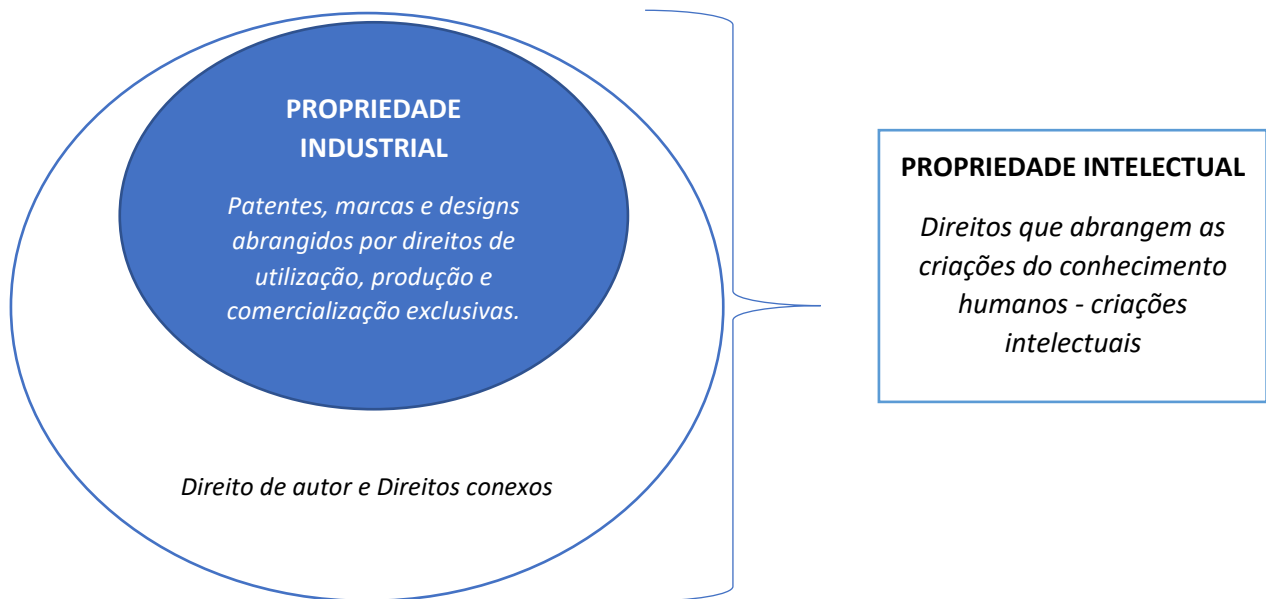 PROPRIEDADE
INDUSTRIAL
Patentes, marcas e designs
abrangidos por direitos de
utilização, produção e
comercialização exclusivas.
Direito de autor e Direitos conexos
PROPRIEDADE INTELECTUAL
Direitos que abrangem as
criações do conhecimento
humanos - criações
intelectuais